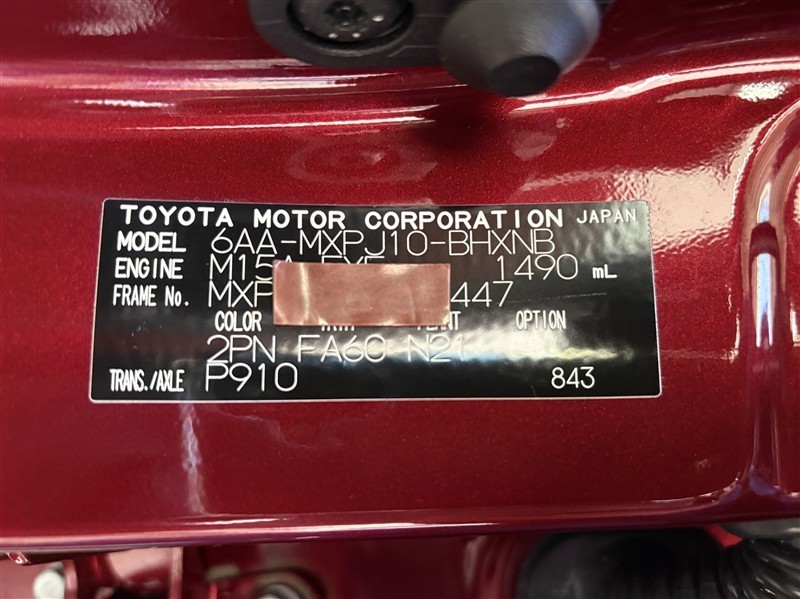 TOYOTA MOTOR CORPORATION JAPAN
MODEL 6AA-MXPJ10-BHXNB
ENGINE 1490 mL
FRAME No. MXP 447
COLOR OPTION
2PN FA60 N21
TRANS./AXLE P910 843